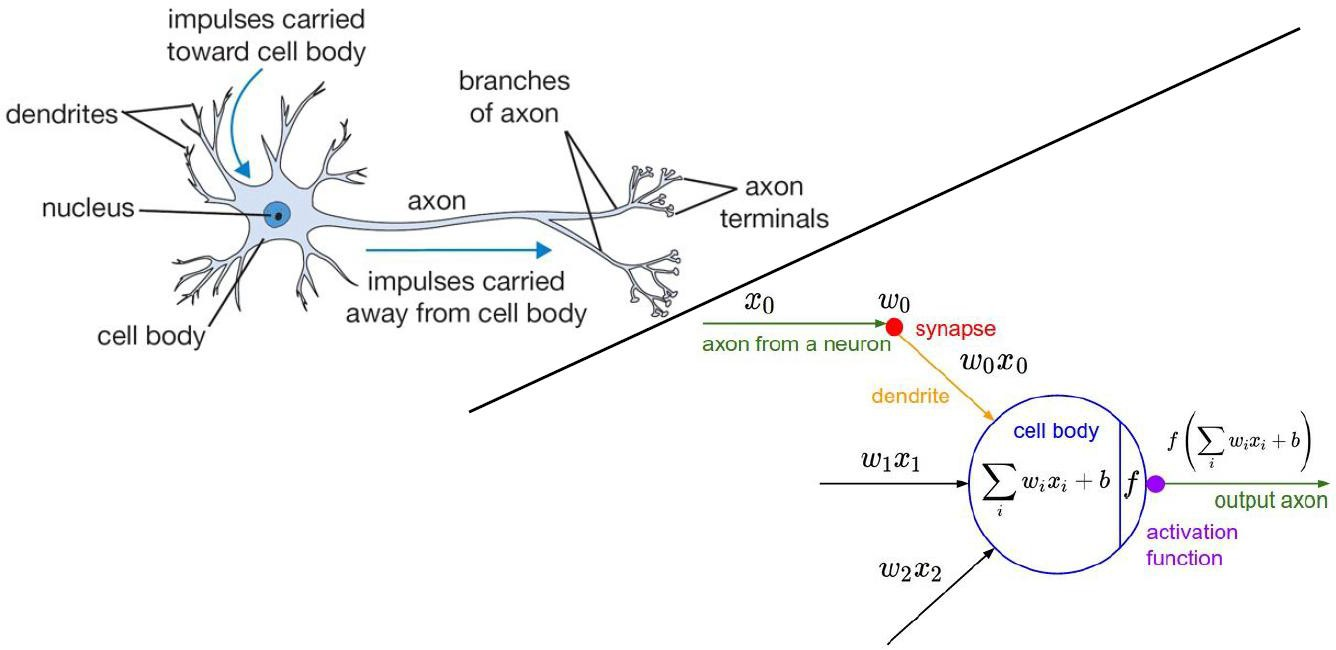 impulses carried
toward cell body
branches
of axon
dendrites
nucleus
axon
axon
terminals
impulses carried
away from cell body
cell body
x₀
w₀
synapse
axon from a neuron
w₀x₀
dendrite
cell body
f(∑ᵢ wᵢxᵢ + b)
w₁x₁
∑ᵢ wᵢxᵢ + b
f
output axon
activation
function
w₂x₂